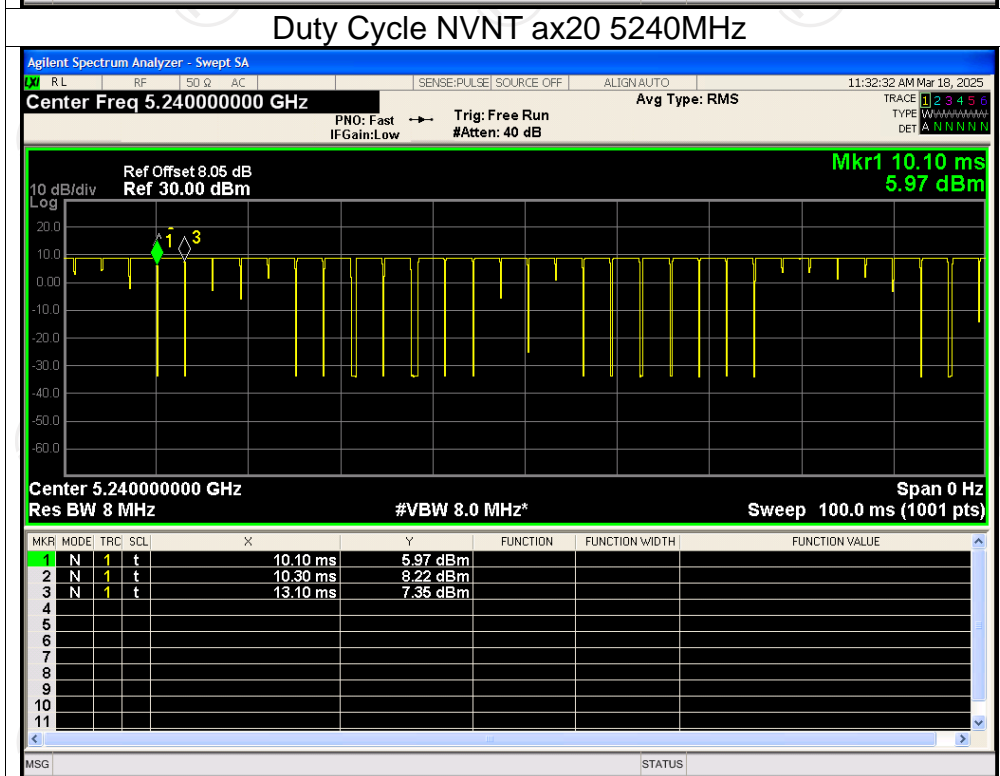 Duty Cycle NVNT ax20 5240MHz
Agilent Spectrum Analyzer - Swept SA
LXI RL RF 50 Ω AC SENSE:PULSE SOURCE OFF ALIGN AUTO 11:32:32 AM Mar 18, 2025
Center Freq 5.240000000 GHz Avg Type: RMS TRACE 1 2 3 4 5 6
PNO: Fast Trig: Free Run TYPE WWWWWW
IFGain:Low #Atten: 40 dB DET A N N N N N
Mkr1 10.10 ms
Ref Offset 8.05 dB
10 dB/div Ref 30.00 dBm 5.97 dBm
Log
20.0
1 3
10.0
0.00
-10.0
-20.0
-30.0
-40.0
-50.0
-60.0
Center 5.240000000 GHz Span 0 Hz
Res BW 8 MHz #VBW 8.0 MHz* Sweep 100.0 ms (1001 pts)
MKR MODE TRC SCL X Y FUNCTION FUNCTION WIDTH FUNCTION VALUE
1 N 1 t 10.10 ms 5.97 dBm
2 N 1 t 10.30 ms 8.22 dBm
3 N 1 t 13.10 ms 7.35 dBm
4
5
6
7
8
9
10
11
MSG STATUS